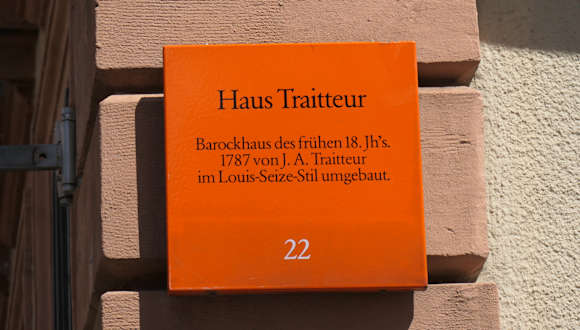 Haus Traitteur
Barockhaus des frühen 18. Jh's.
1787 von J. A. Traitteur
im Louis-Seize-Stil umgebaut.
22